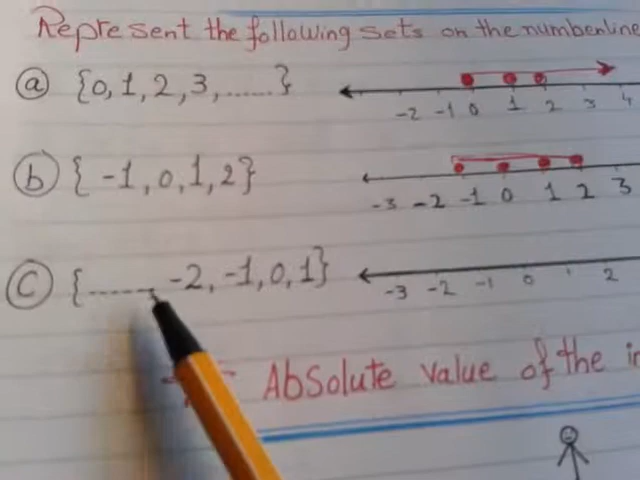 Represent the following sets on the numberline
a {0, 1, 2, 3, ......}
-2 -1 0 1 2 3 4
b { -1, 0, 1, 2}
-3 -2 -1 0 1 2 3
C {......, -2, -1, 0, 1}
-3 -2 -1 0 2
Absolute value of the